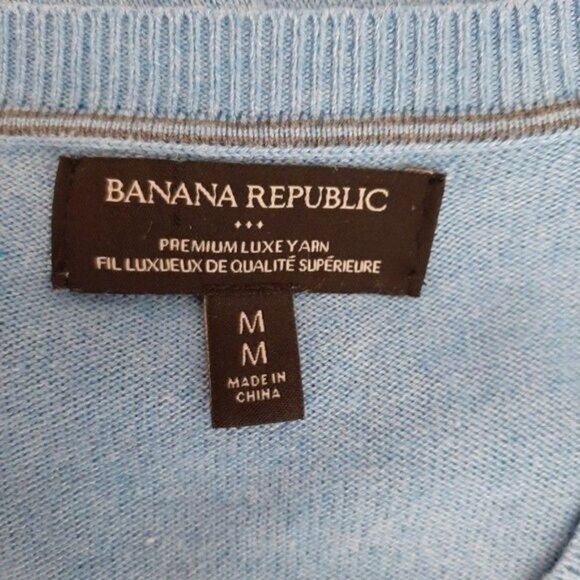 BANANA REPUBLIC
PREMIUM LUXE YARN
FIL LUXUEUX DE QUALITÉ SUPÉRIEURE
M
M
MADE IN
CHINA